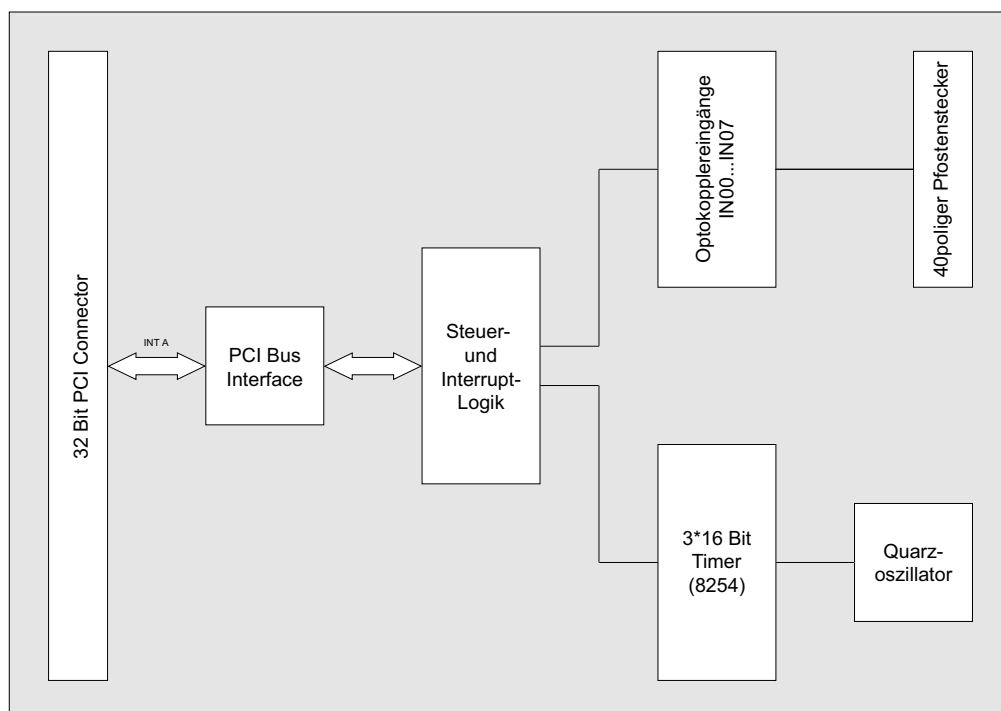 32 Bit PCI Connector
INT A
PCI Bus
Interface
Steuer-
und
Interrupt-
Logik
Optokopplereingänge
IN00...IN07
40poliger Pfostenstecker
3*16 Bit
Timer
(8254)
Quarz-
oszillator